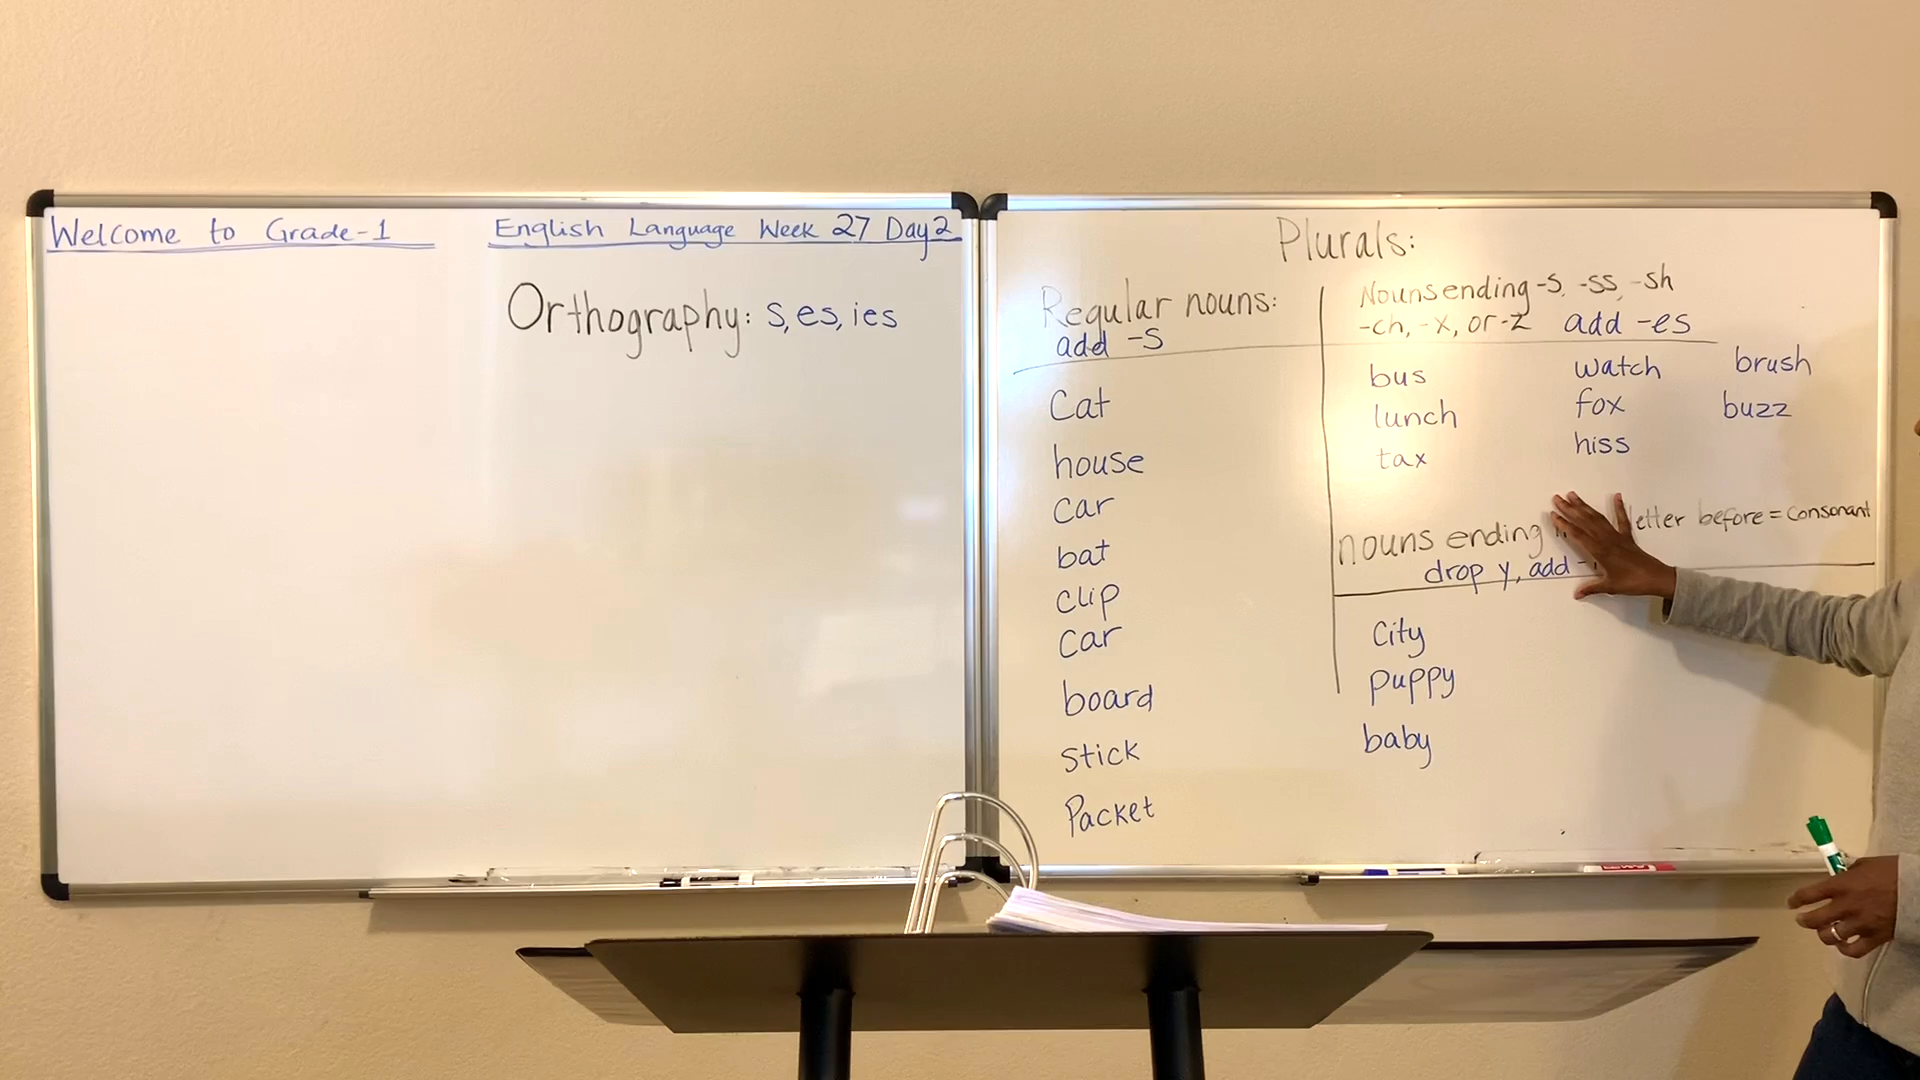 Welcome to Grade-1
English Language Week 27 Day 2
Orthography: s, es, ies
Plurals:
Regular nouns:
add -s
Cat
house
car
bat
clip
car
board
stick
Packet
Nouns ending -s, -ss, -sh
-ch, -x, or -z add -es
bus
lunch
tax
watch
fox
hiss
brush
buzz
nouns ending letter before = consonant
drop y, add -
City
puppy
baby